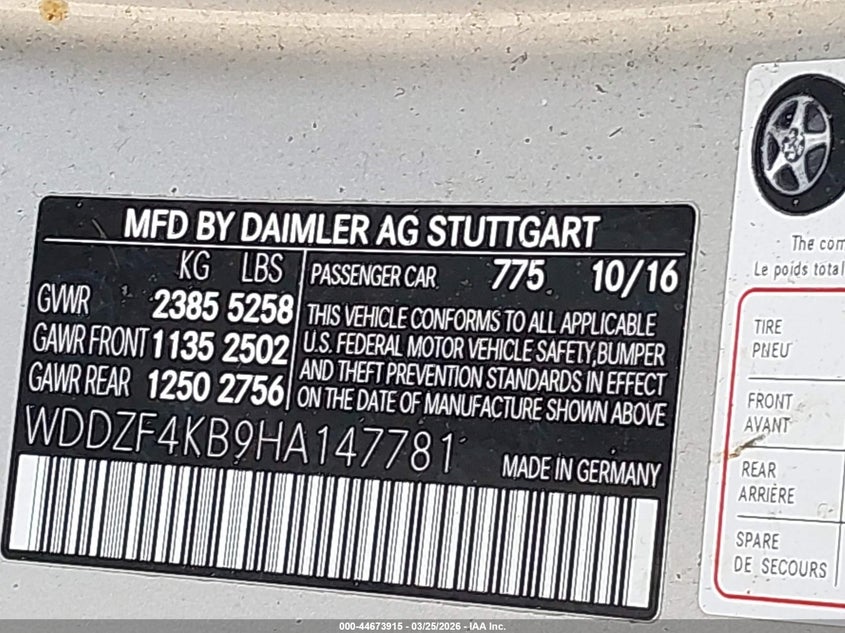 MFD BY DAIMLER AG STUTTGART
KG LBS
GVWR 2385 5258
GAWR FRONT 1135 2502
GAWR REAR 1250 2756
PASSENGER CAR 775 10/16
THIS VEHICLE CONFORMS TO ALL APPLICABLE
U.S. FEDERAL MOTOR VEHICLE SAFETY,BUMPER
AND THEFT PREVENTION STANDARDS IN EFFECT
ON THE DATE OF MANUFACTURE SHOWN ABOVE
WDDZF4KB9HA147781
MADE IN GERMANY
The com
Le poids total
TIRE
PNEU
FRONT
AVANT
REAR
ARRIÈRE
SPARE
DE SECOURS
000-44673915 - 03/25/2026 - IAA Inc.